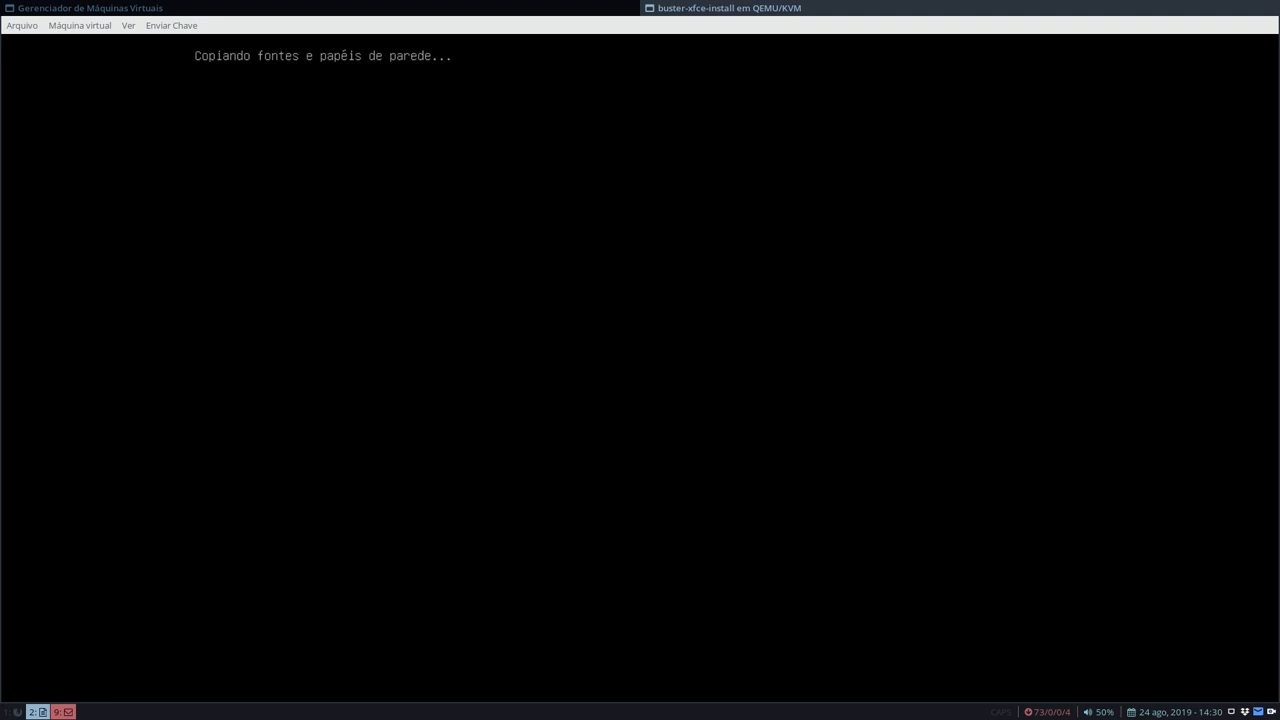 Gerenciador de Máquinas Virtuais
buster-xfce-install em QEMU/KVM
Arquivo Máquina virtual Ver Enviar Chave
Copiando fontes e papéis de parede...
1: 2: 9: CAPS 73/0/0/4 50% 24 ago, 2019 - 14:30